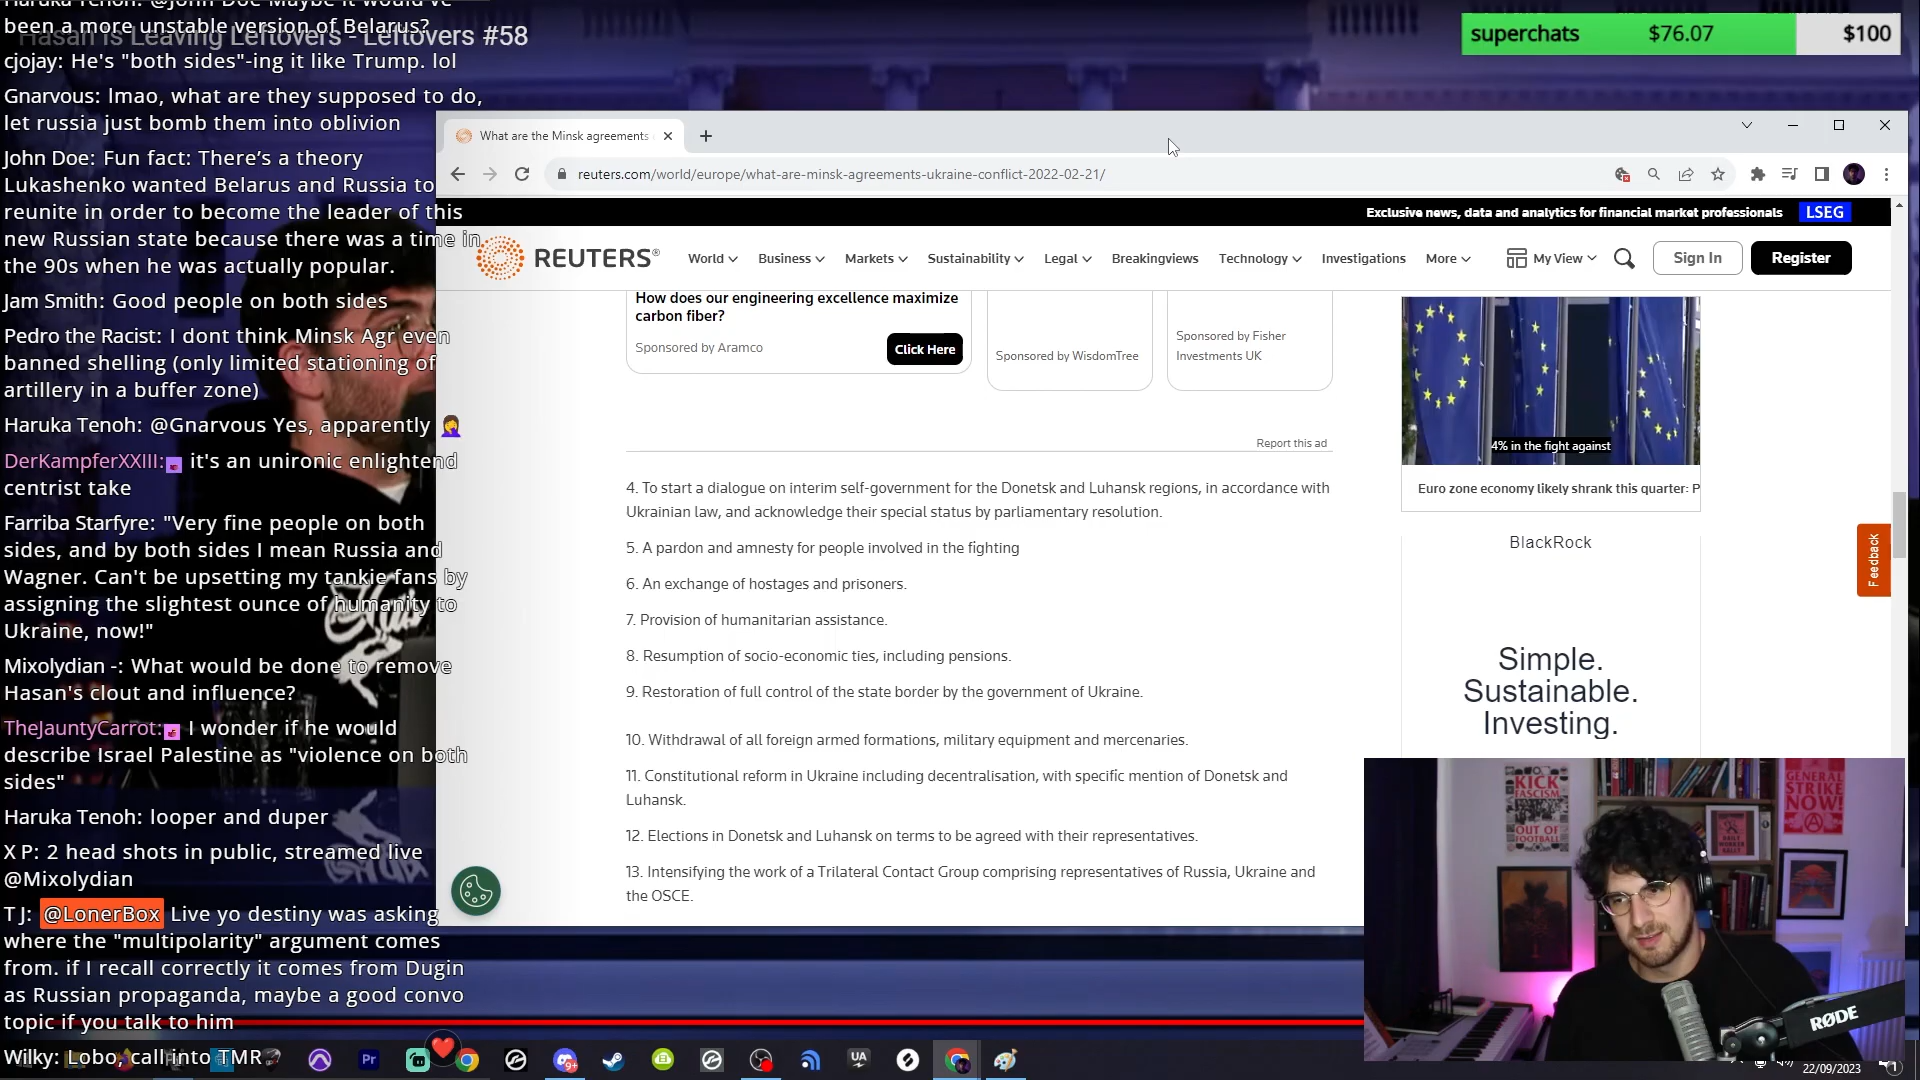 Haruka Tenoh: @John Doe Maybe it would've
been a more unstable version of Belarus?
Hasan Is Leaving Leftovers - Leftovers #58
superchats $76.07 $100
cjojay: He's "both sides"-ing it like Trump. lol
Gnarvous: lmao, what are they supposed to do,
let russia just bomb them into oblivion
John Doe: Fun fact: There's a theory
Lukashenko wanted Belarus and Russia to
reunite in order to become the leader of this
new Russian state because there was a time in
the 90s when he was actually popular.
Jam Smith: Good people on both sides
Pedro the Racist: I dont think Minsk Agr even
banned shelling (only limited stationing of
artillery in a buffer zone)
Haruka Tenoh: @Gnarvous Yes, apparently 🤦‍♀️
DerKampferXXIII: it's an unironic enlightend
centrist take
Farriba Starfyre: "Very fine people on both
sides, and by both sides I mean Russia and
Wagner. Can't be upsetting my tankie fans by
assigning the slightest ounce of humanity to
Ukraine, now!"
Mixolydian -: What would be done to remove
Hasan's clout and influence?
TheJauntyCarrot: I wonder if he would
describe Israel Palestine as "violence on both
sides"
Haruka Tenoh: looper and duper
X P: 2 head shots in public, streamed live
@Mixolydian
T J: @LonerBox Live yo destiny was asking
where the "multipolarity" argument comes
from. if I recall correctly it comes from Dugin
as Russian propaganda, maybe a good convo
topic if you talk to him
Wilky: Lobo, call into TMR
What are the Minsk agreements
reuters.com/world/europe/what-are-minsk-agreements-ukraine-conflict-2022-02-21/
Exclusive news, data and analytics for financial market professionals LSEG
REUTERS® World Business Markets Sustainability Legal Breakingviews Technology Investigations More My View Sign In Register
How does our engineering excellence maximize
carbon fiber?
Sponsored by Aramco
Click Here
Sponsored by WisdomTree
Sponsored by Fisher
Investments UK
Report this ad
4. To start a dialogue on interim self-government for the Donetsk and Luhansk regions, in accordance with
Ukrainian law, and acknowledge their special status by parliamentary resolution.
5. A pardon and amnesty for people involved in the fighting
6. An exchange of hostages and prisoners.
7. Provision of humanitarian assistance.
8. Resumption of socio-economic ties, including pensions.
9. Restoration of full control of the state border by the government of Ukraine.
10. Withdrawal of all foreign armed formations, military equipment and mercenaries.
11. Constitutional reform in Ukraine including decentralisation, with specific mention of Donetsk and
Luhansk.
12. Elections in Donetsk and Luhansk on terms to be agreed with their representatives.
13. Intensifying the work of a Trilateral Contact Group comprising representatives of Russia, Ukraine and
the OSCE.
4% in the fight against
Euro zone economy likely shrank this quarter: P
BlackRock
Simple.
Sustainable.
Investing.
Feedback
KICK
FASCISM
OUT OF
FOOTBALL
GENERAL
STRIKE
NOW!
RØDE
Pr
9+
UA
22/09/2023
1